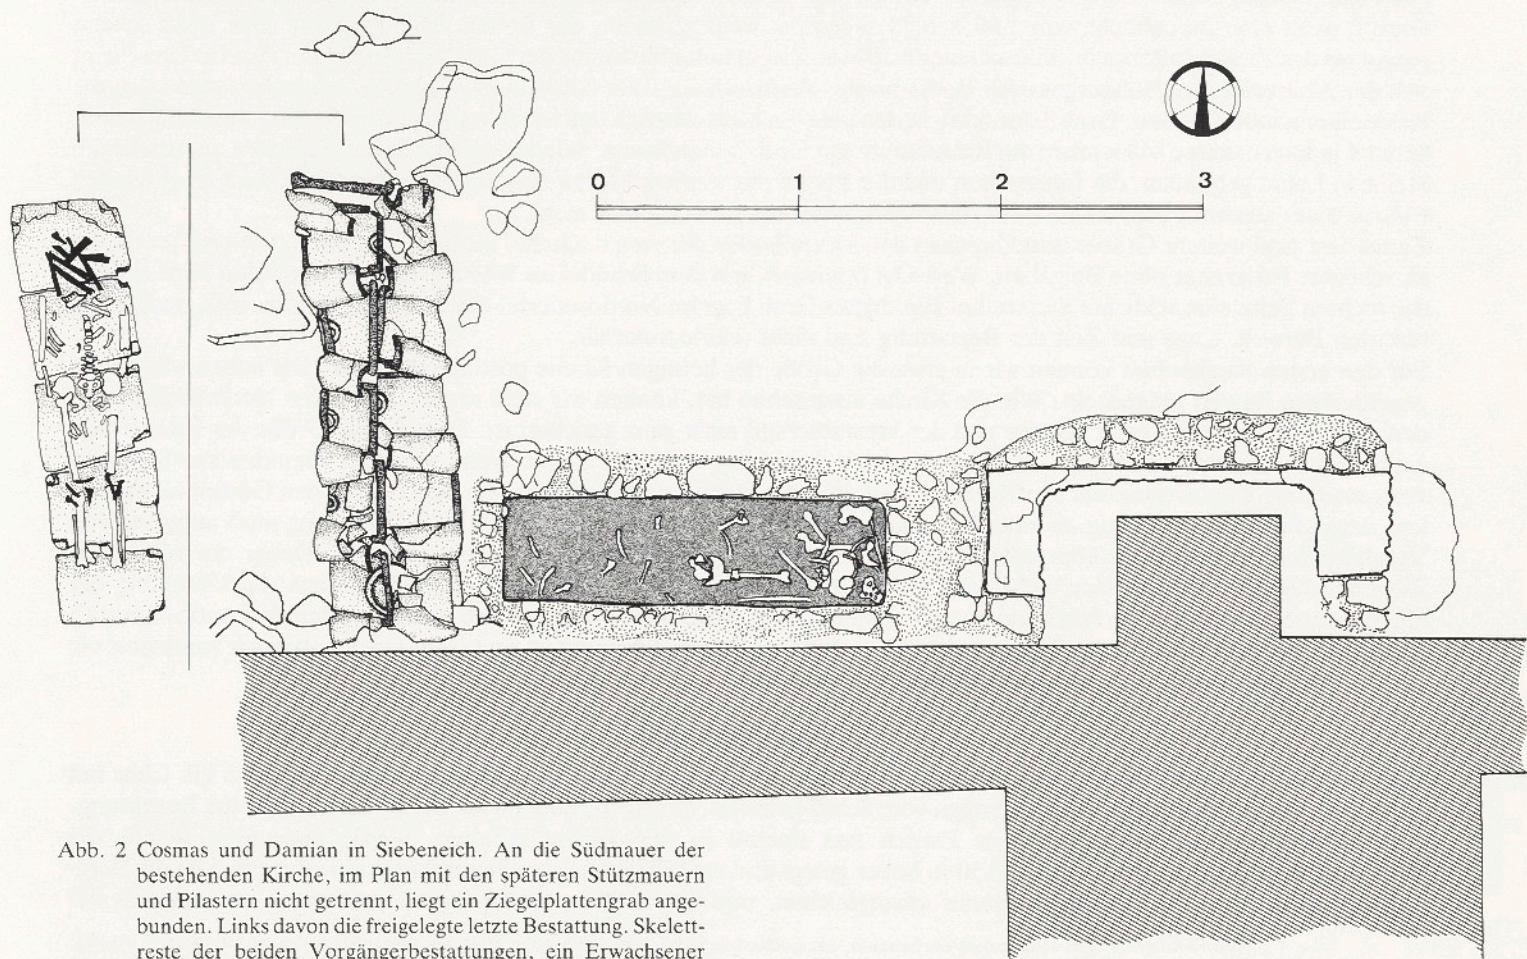 0 1 2 3
Abb. 2 Cosmas und Damian in Siebeneich. An die Südmauer der
bestehenden Kirche, im Plan mit den späteren Stützmauern
und Pilastern nicht getrennt, liegt ein Ziegelplattengrab ange-
bunden. Links davon die freigelegte letzte Bestattung. Skelett-
reste der beiden Vorgängerbestattungen, ein Erwachsener